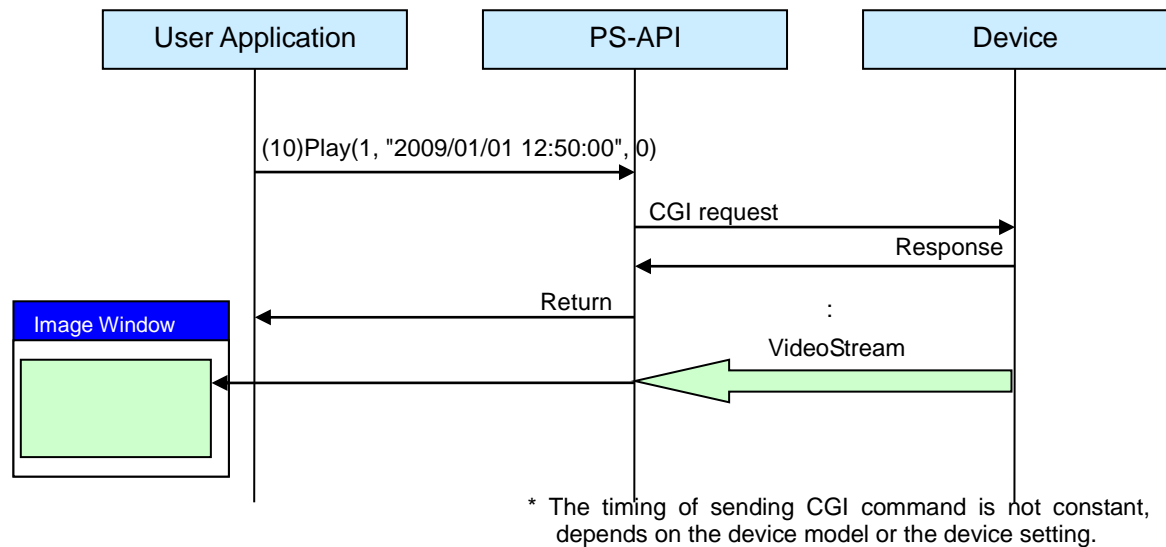 User Application
PS-API
Device
(10)Play(1, "2009/01/01 12:50:00", 0)
CGI request
Response
Return
:
Image Window
VideoStream
* The timing of sending CGI command is not constant,
depends on the device model or the device setting.